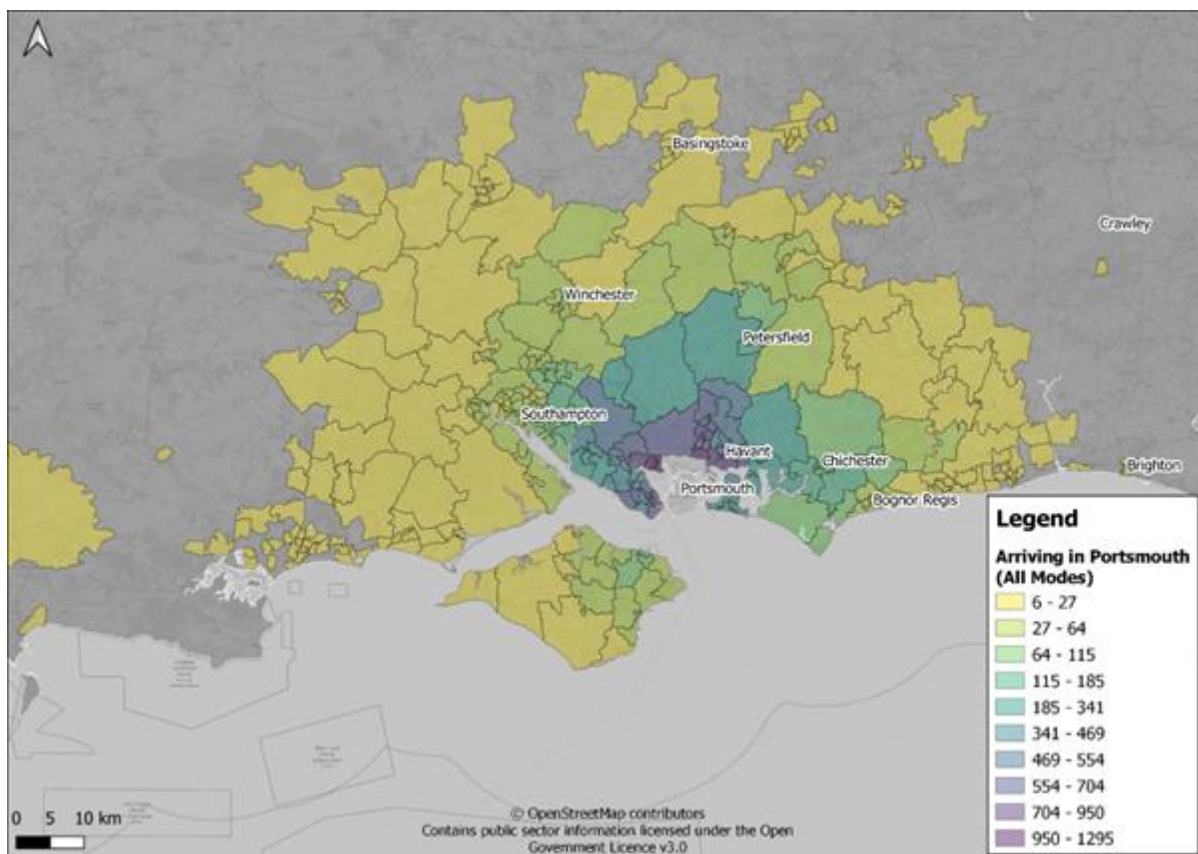 Basingstoke
Crawley
Winchester
Petersfield
Southampton
Havant
Chichester
Portsmouth
Brighton
Bognor Regis
Legend
Arriving in Portsmouth
(All Modes)
6 - 27
27 - 64
64 - 115
115 - 185
185 - 341
341 - 469
469 - 554
554 - 704
704 - 950
950 - 1295
0 5 10 km
© OpenStreetMap contributors
Contains public sector information licensed under the Open
Government Licence v3.0